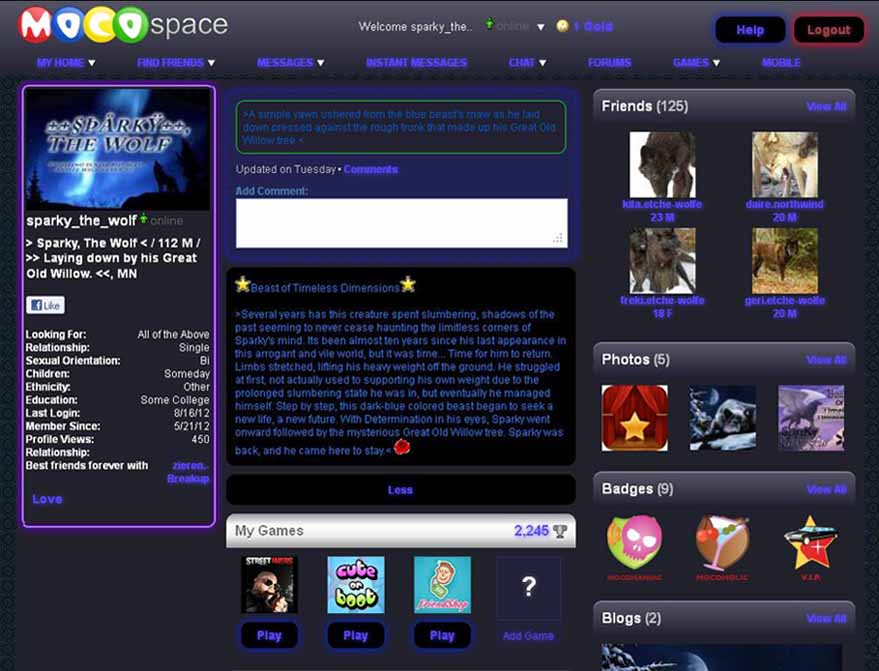 MOCOspace
Welcome sparky_the.. online ▼ 1 Gold
Help
Logout
MY HOME ▼ FIND FRIENDS ▼ MESSAGES ▼ INSTANT MESSAGES CHAT ▼ FORUMS GAMES ▼ MOBILE
THE WOLF
sparky_the_wolf online
> Sparky, The Wolf < / 112 M /
>> Laying down by his Great
Old Willow. <<, MN
Like
Looking For: All of the Above
Relationship: Single
Sexual Orientation: Bi
Children: Someday
Ethnicity: Other
Education: Some College
Last Login: 8/16/12
Member Since: 5/21/12
Profile Views: 450
Relationship:
Best friends forever with zieren.-
Breakup
Love
>A simple yawn ushered from the blue beast's maw as he laid
down pressed against the rough trunk that made up his Great Old
Willow tree.<
Updated on Tuesday • Comments
Add Comment:
Beast of Timeless Dimensions
>Several years has this creature spent slumbering, shadows of the
past seeming to never cease haunting the limitless corners of
Sparky's mind. Its been almost ten years since his last appearance in
this arrogant and vile world, but it was time... Time for him to return.
Limbs stretched, lifting his heavy weight off the ground. He struggled
at first, not actually used to supporting his own weight due to the
prolonged slumbering state he was in, but eventually he managed
himself. Step by step, this dark-blue colored beast began to seek a
new life, a new future. With Determination in his eyes, Sparky went
onward followed by the mysterious Great Old Willow tree. Sparky was
back, and he came here to stay.<
Less
My Games 2,245
STREET WARS
cute or boot
FriendShop
?
Play
Play
Play
Add Game
Friends (125) View All
kita.etche-wolfe
23 M
daire.northwind
20 M
freki.etche-wolfe
18 F
geri.etche-wolfe
20 M
Photos (5) View All
Badges (9) View All
MOCOMANIAC
MOCOHOLIC
V.I.P.
Blogs (2) View All